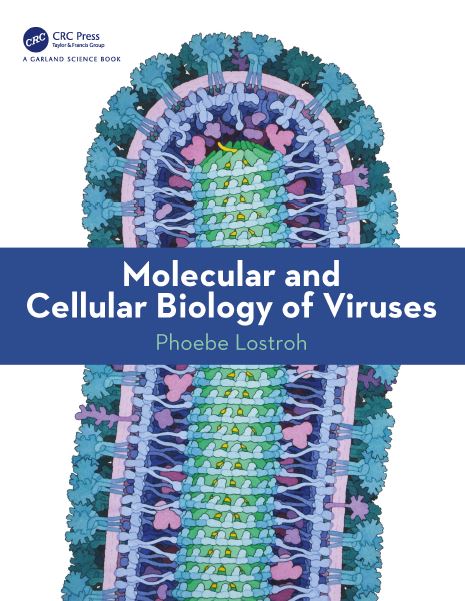 CRC
CRC Press
Taylor & Francis Group
A GARLAND SCIENCE BOOK
Molecular and
Cellular Biology of Viruses
Phoebe Lostroh